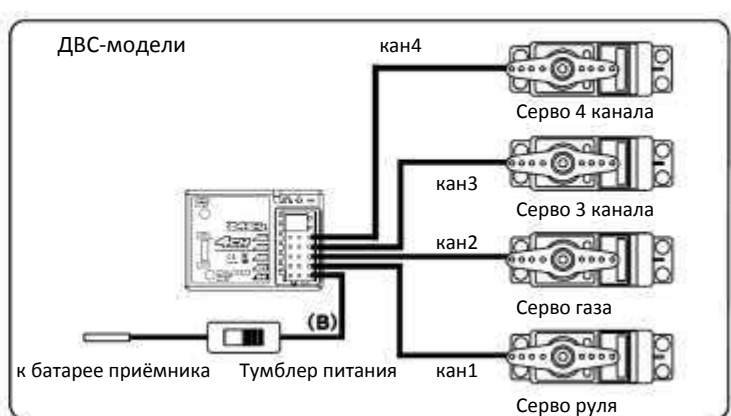 ДВС-модели
кан4
Серво 4 канала
кан3
Серво 3 канала
кан2
4CH
Серво газа
(B)
к батарее приёмника
Тумблер питания
кан1
Серво руля